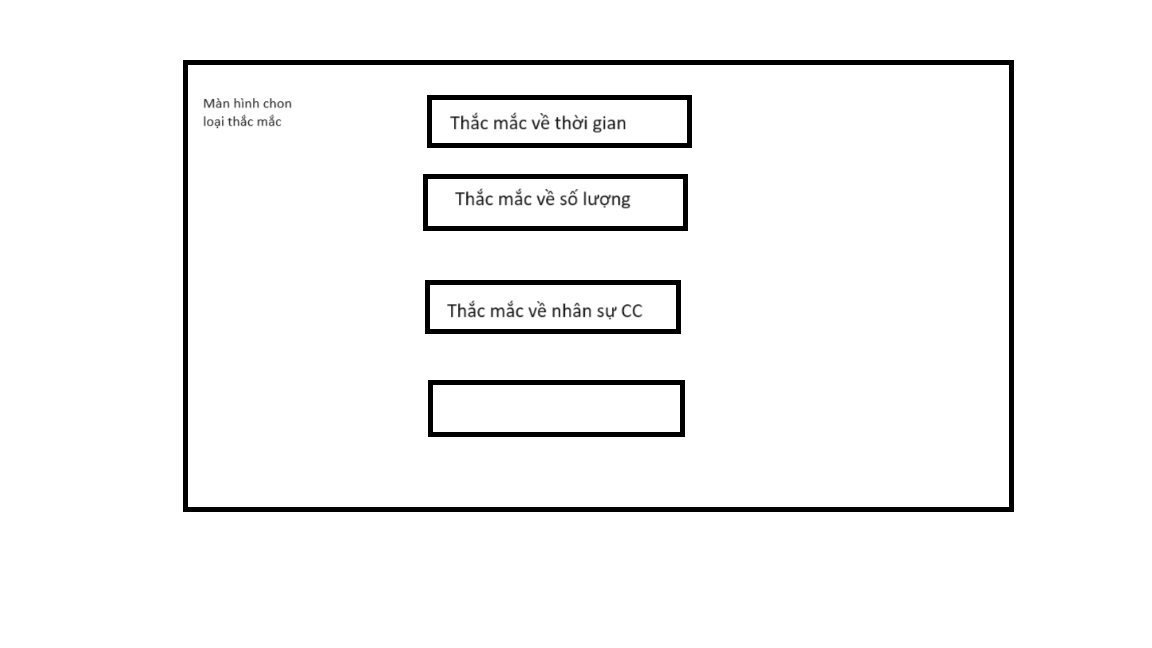 Màn hình chon
loại thắc mắc
Thắc mắc về thời gian
Thắc mắc về số lượng
Thắc mắc về nhân sự CC